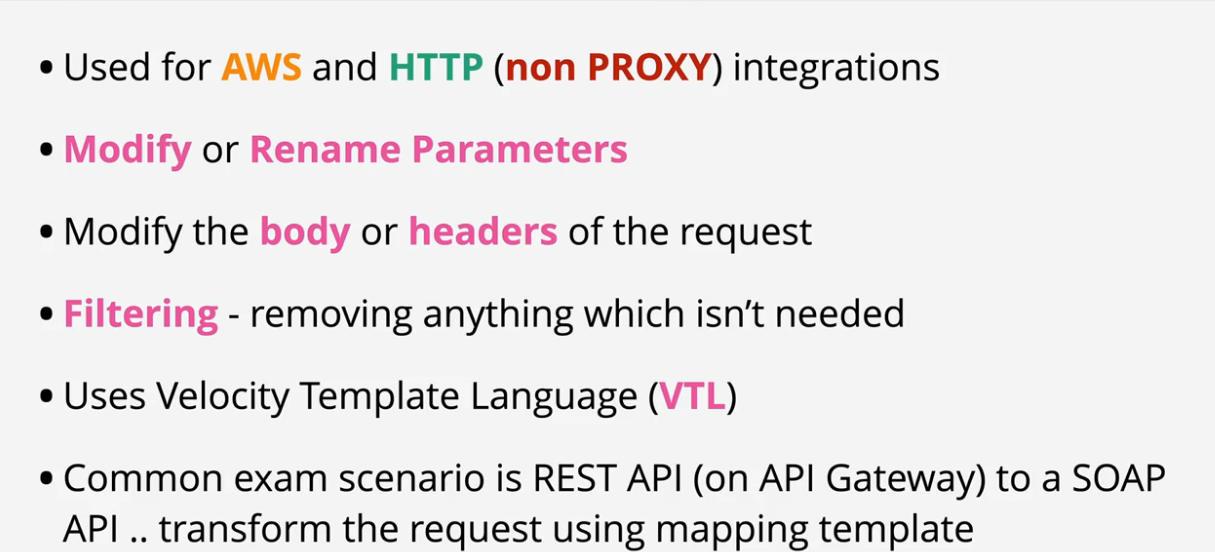 • Used for AWS and HTTP (non PROXY) integrations
• Modify or Rename Parameters
• Modify the body or headers of the request
• Filtering - removing anything which isn’t needed
• Uses Velocity Template Language (VTL)
• Common exam scenario is REST API (on API Gateway) to a SOAP
API .. transform the request using mapping template